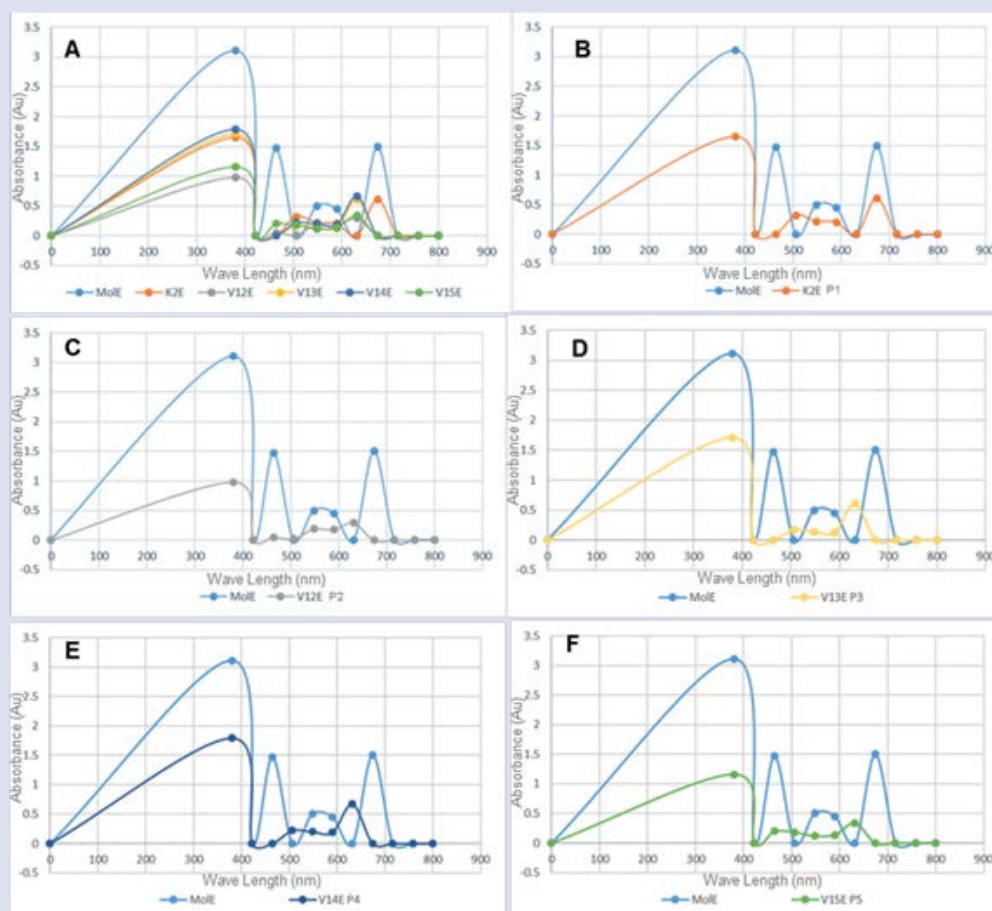 A
3.5
3
2.5
2
1.5
1
0.5
0
-0.5
0 100 200 300 400 500 600 700 800 900
Absorbance (Au)
Wave Length (nm)
MolE K2E V12E V13E V14E V15E
B
3.5
3
2.5
2
1.5
1
0.5
0
-0.5
0 100 200 300 400 500 600 700 800 900
Absorbance (Au)
Wave Length (nm)
MolE K2E P1
C
3.5
3
2.5
2
1.5
1
0.5
0
-0.5
0 100 200 300 400 500 600 700 800 900
Absorbance (Au)
Wave Length (nm)
MolE V12E P2
D
3.5
3
2.5
2
1.5
1
0.5
0
-0.5
0 100 200 300 400 500 600 700 800 900
Absorbance (Au)
Wave Length (nm)
MolE V13E P3
E
3.5
3
2.5
2
1.5
1
0.5
0
-0.5
0 100 200 300 400 500 600 700 800 900
Absorbance (Au)
Wave Length (nm)
MolE V14E P4
F
3.5
3
2.5
2
1.5
1
0.5
0
-0.5
0 100 200 300 400 500 600 700 800 900
Absorbance (Au)
Wave Length (nm)
MolE V15E P5